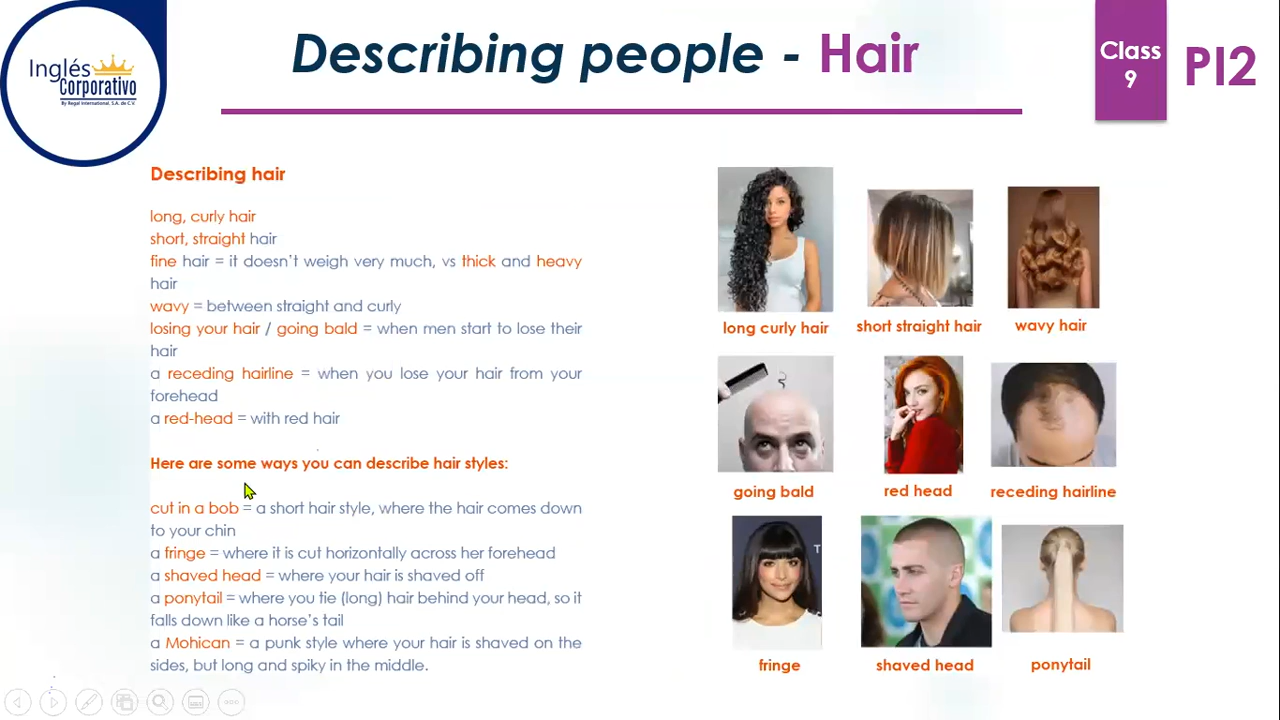 Inglés
Corporativo
By Regal International, S.A. de C.V.
Describing people - Hair
Class
9
PI2
Describing hair
long, curly hair
short, straight hair
fine hair = it doesn't weigh very much, vs thick and heavy
hair
wavy = between straight and curly
losing your hair / going bald = when men start to lose their
hair
a receding hairline = when you lose your hair from your
forehead
a red-head = with red hair
Here are some ways you can describe hair styles:
cut in a bob = a short hair style, where the hair comes down
to your chin
a fringe = where it is cut horizontally across her forehead
a shaved head = where your hair is shaved off
a ponytail = where you tie (long) hair behind your head, so it
falls down like a horse's tail
a Mohican = a punk style where your hair is shaved on the
sides, but long and spiky in the middle.
long curly hair
short straight hair
wavy hair
going bald
red head
receding hairline
T
fringe
shaved head
ponytail